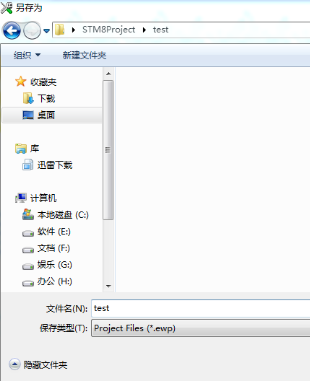 另存为
STM8Project
test
组织
新建文件夹
收藏夹
下载
桌面
库
迅雷下载
计算机
本地磁盘 (C:)
软件 (E:)
文档 (F:)
娱乐 (G:)
办公 (H:)
文件名(N): test
保存类型(T): Project Files (*.ewp)
隐藏文件夹